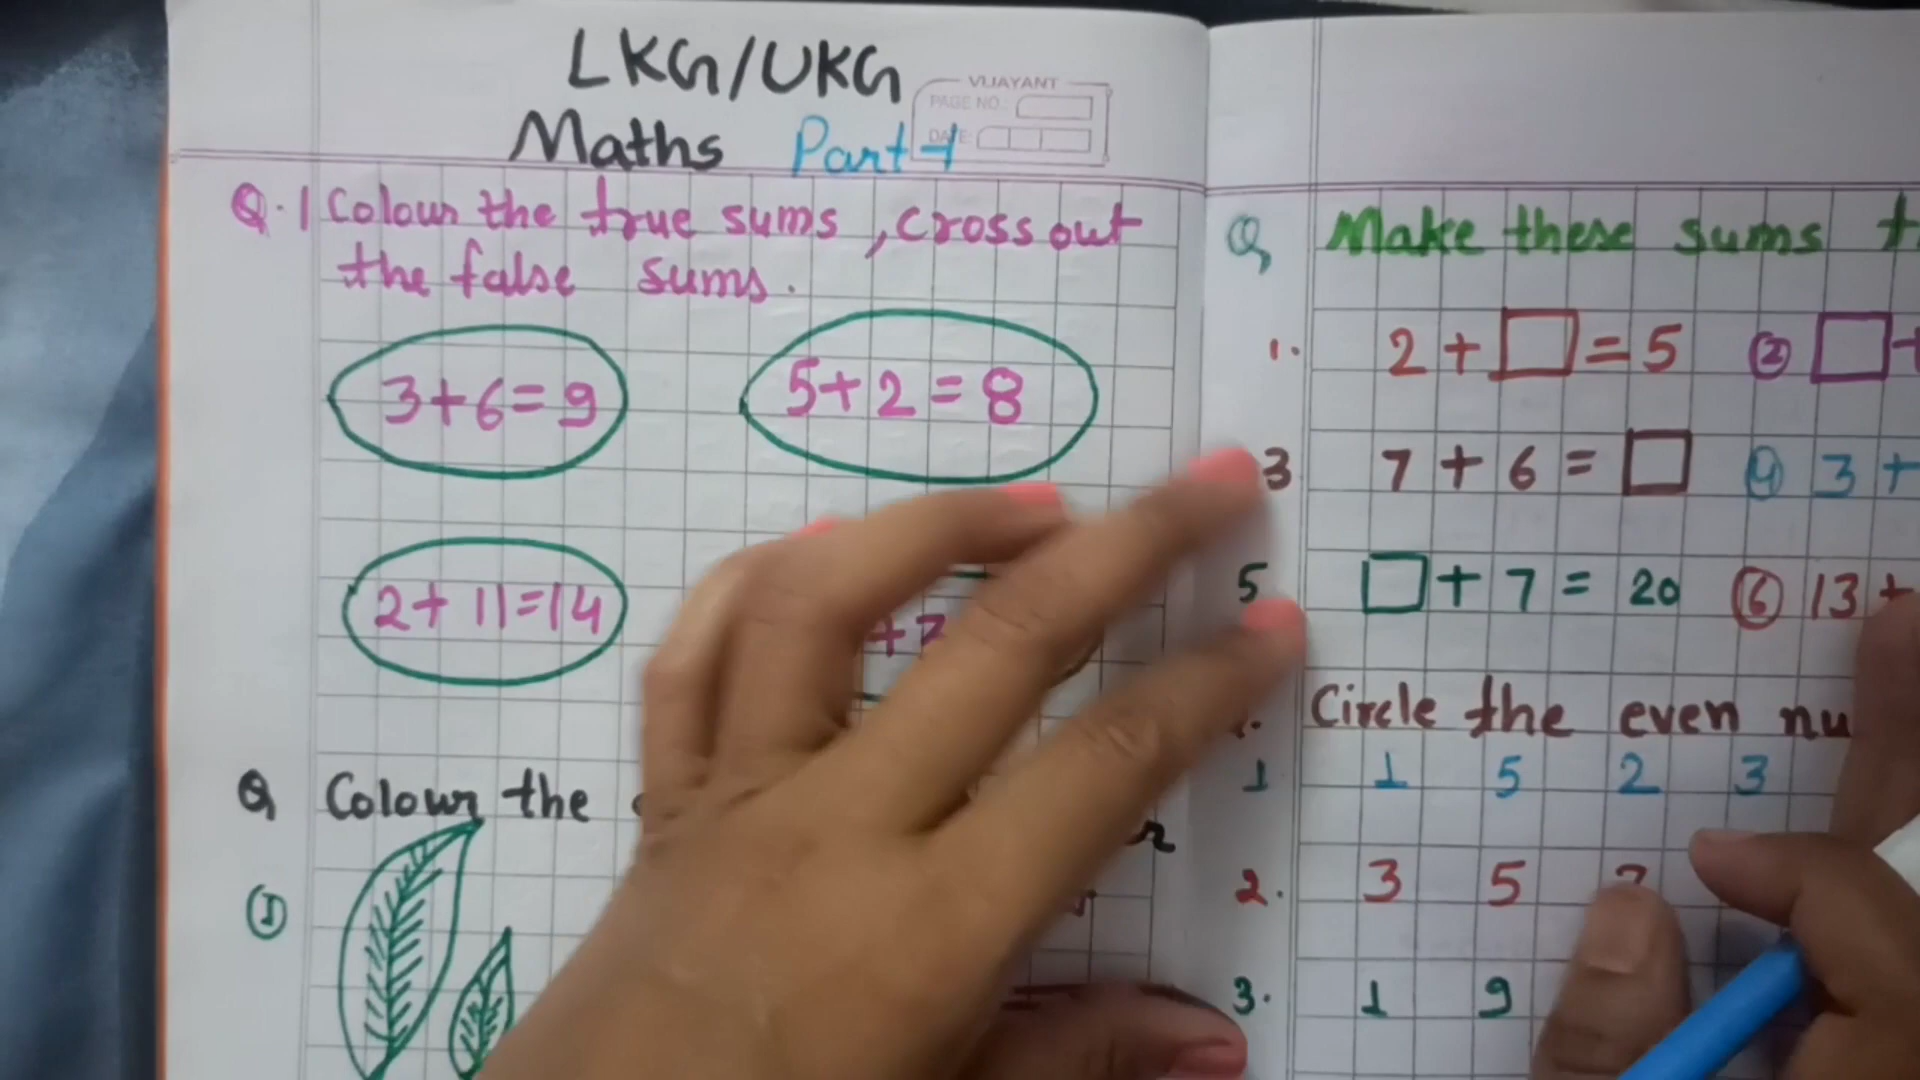 LKG/UKG
VIJAYANT
PAGE NO.:
DATE:
Maths Part-1
Q.1 Colour the true sums, cross out
the false sums.
3+6=9
5+2=8
2+11=14
Q Colour the
1
Q Make these sums
1. 2+□=5
2 □+
3 7+6=□
4 3+
5 □+7=20
6 13+
Circle the even nu
1 1 5 2 3
2. 3 5
3. 1 9